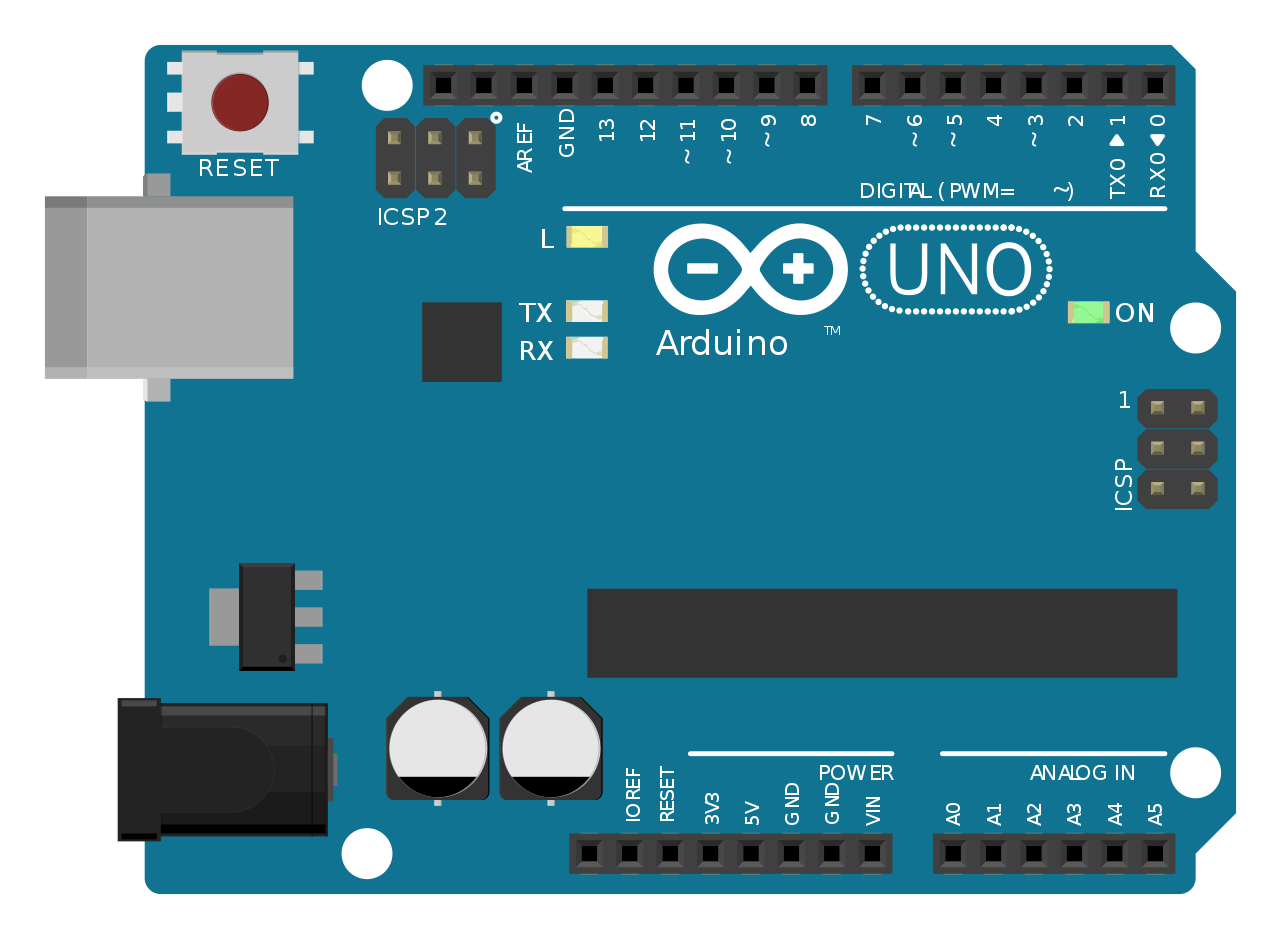 RESET
ICSP2
AREF
GND
13
12
~11
~10
~9
8
7
~6
~5
4
~3
2
TX0▶1
RX0◀0
DIGITAL (PWM= ~)
L
TX
RX
Arduino
TM
UNO
ON
1
ICSP
POWER
ANALOG IN
IOREF
RESET
3V3
5V
GND
GND
VIN
A0
A1
A2
A3
A4
A5